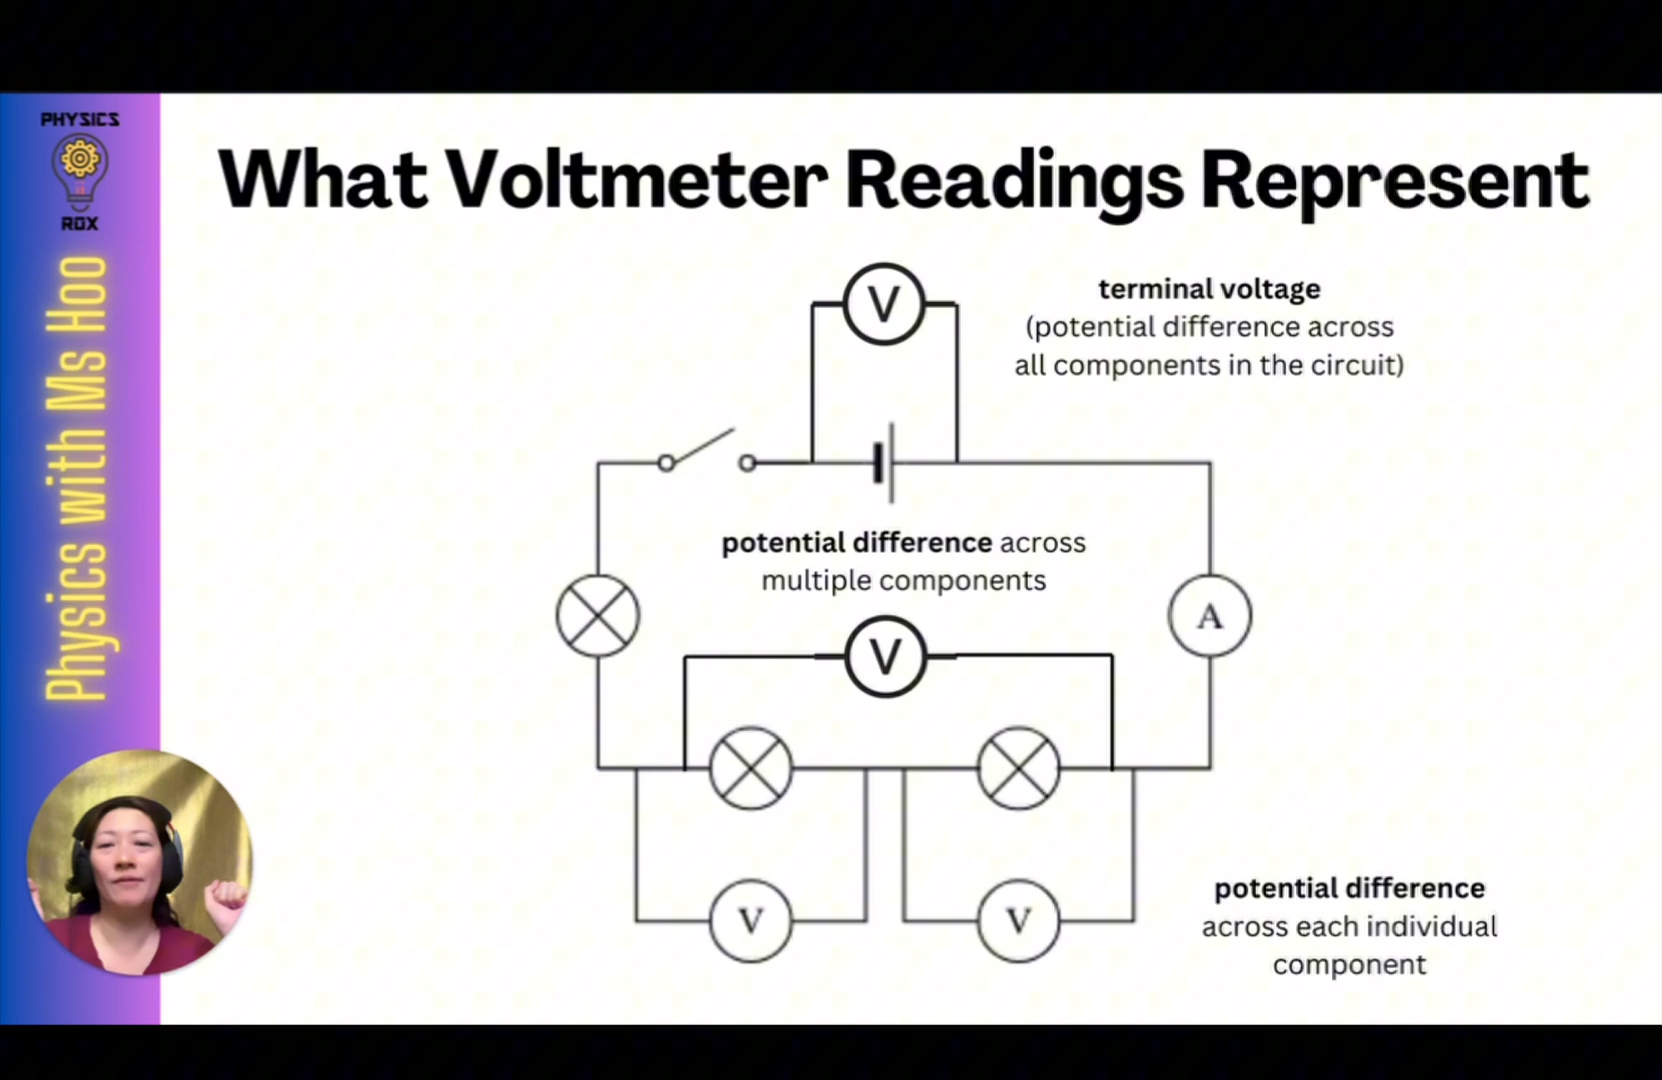 PHYSICS
ROX
Physics with Ms Hoo
What Voltmeter Readings Represent
V
terminal voltage
(potential difference across
all components in the circuit)
potential difference across
multiple components
A
V
V
V
potential difference
across each individual
component